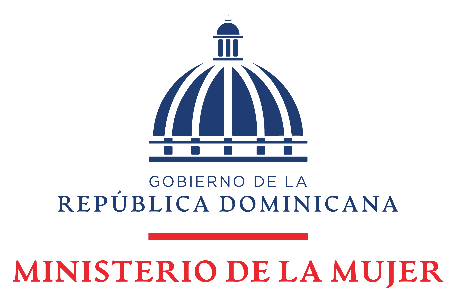 GOBIERNO DE LA
REPÚBLICA DOMINICANA
MINISTERIO DE LA MUJER